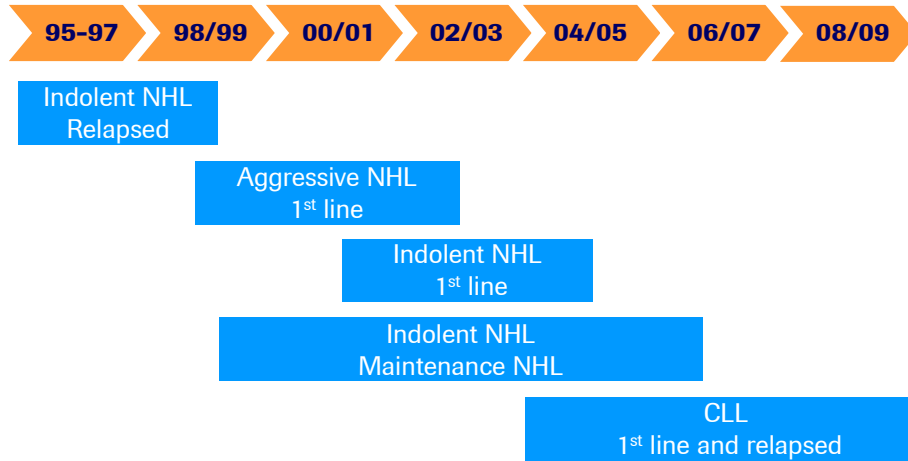 95-97 98/99 00/01 02/03 04/05 06/07 08/09
Indolent NHL
Relapsed
Aggressive NHL
1st line
Indolent NHL
1st line
Indolent NHL
Maintenance NHL
CLL
1st line and relapsed